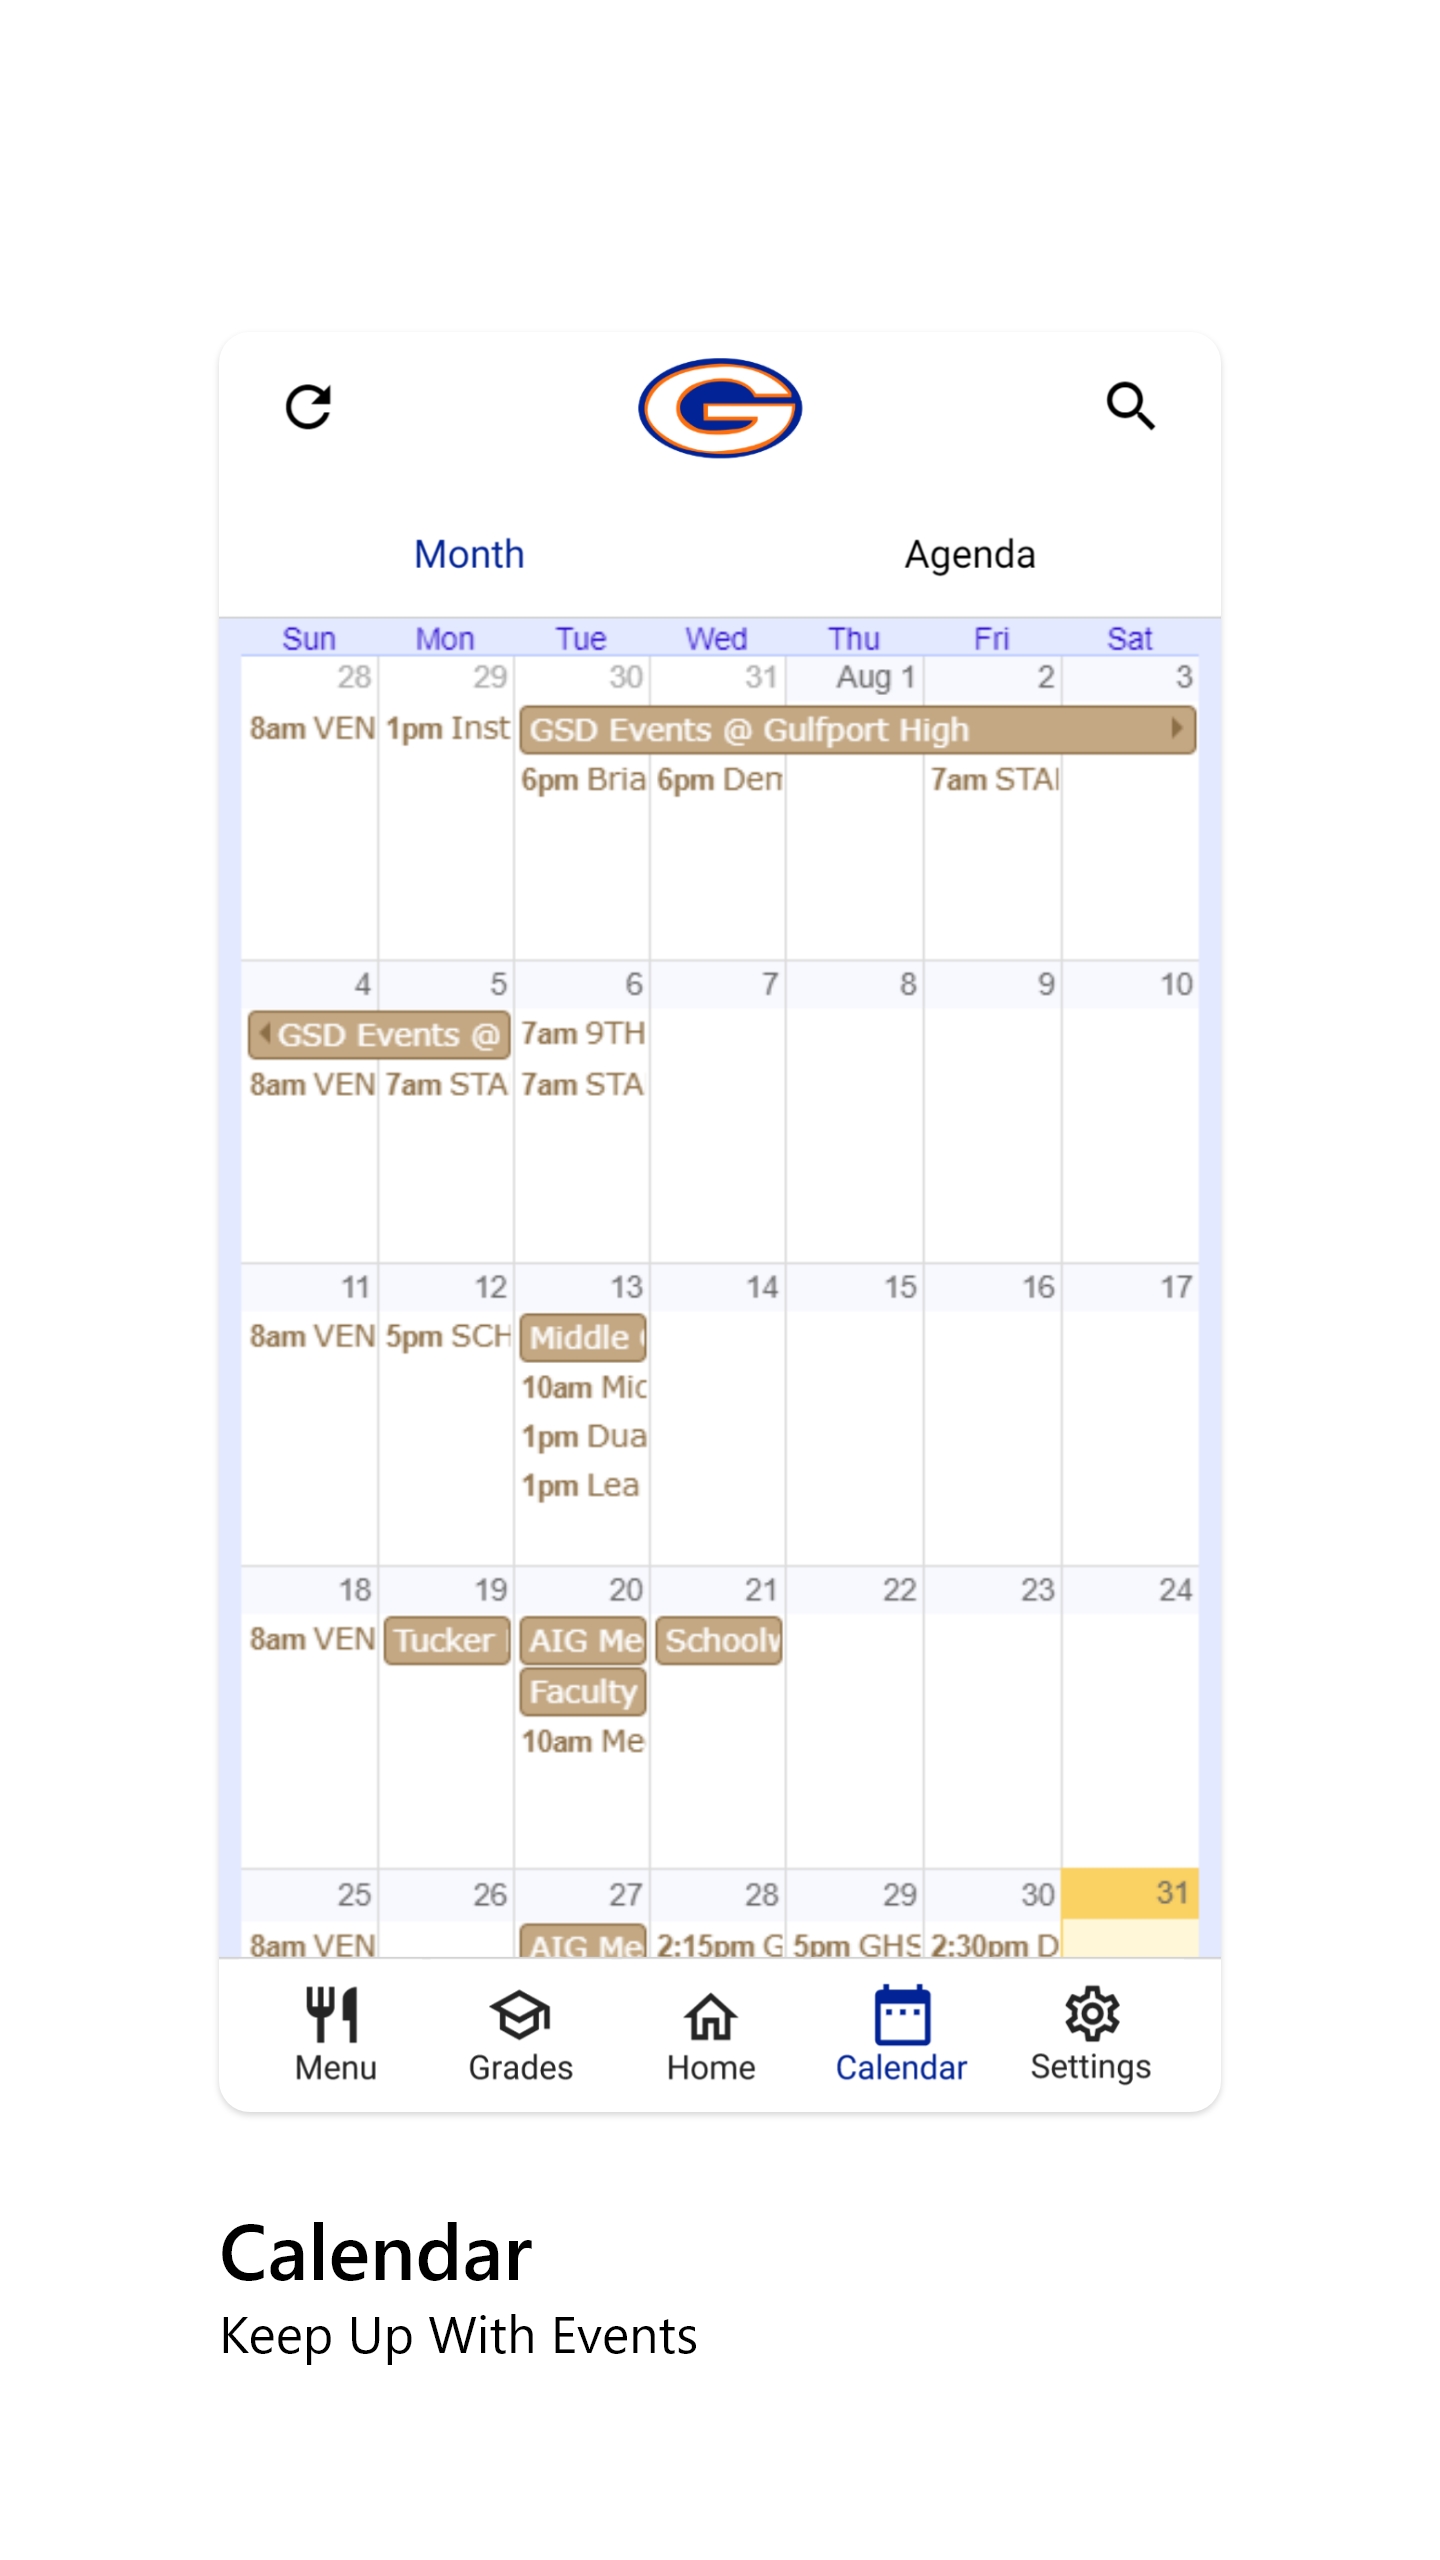 G
Month Agenda
Sun Mon Tue Wed Thu Fri Sat
28 29 30 31 Aug 1 2 3
8am VEN 1pm Inst GSD Events @ Gulfport High
6pm Bria 6pm Den 7am STA
4 5 6 7 8 9 10
GSD Events @ 7am 9TH
8am VEN 7am STA 7am STA
11 12 13 14 15 16 17
8am VEN 5pm SCH Middle
10am Mic
1pm Dua
1pm Lea
18 19 20 21 22 23 24
8am VEN Tucker AIG Me Schoolw
Faculty
10am Me
25 26 27 28 29 30 31
8am VEN AIG Me 2:15pm G 5pm GHS 2:30pm D
Menu Grades Home Calendar Settings
Calendar
Keep Up With Events